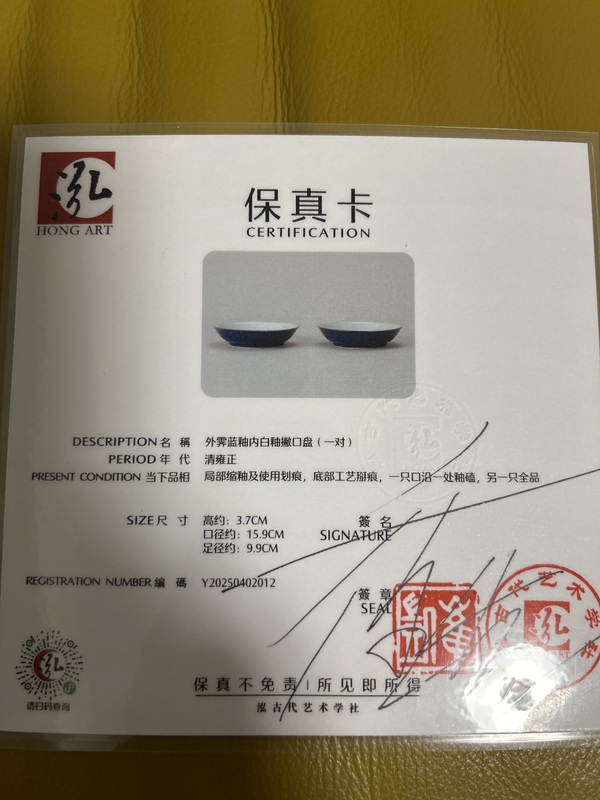 泓
HONG ART
保真卡
CERTIFICATION
DESCRIPTION 名 稱 外霁蓝釉内白釉撇口盘（一对）
PERIOD 年 代 清雍正
PRESENT CONDITION 当下品相 局部缩釉及使用划痕，底部工艺掰痕，一只口沿一处釉磕，另一只全品
SIZE 尺 寸 高约：3.7CM
口径约：15.9CM
足径约：9.9CM
簽 名
SIGNATURE
REGISTRATION NUMBER 编 碼 Y20250402012
簽 章
SEAL
泓
请扫码查询
保真不免责|所见即所得
泓古代艺术学社